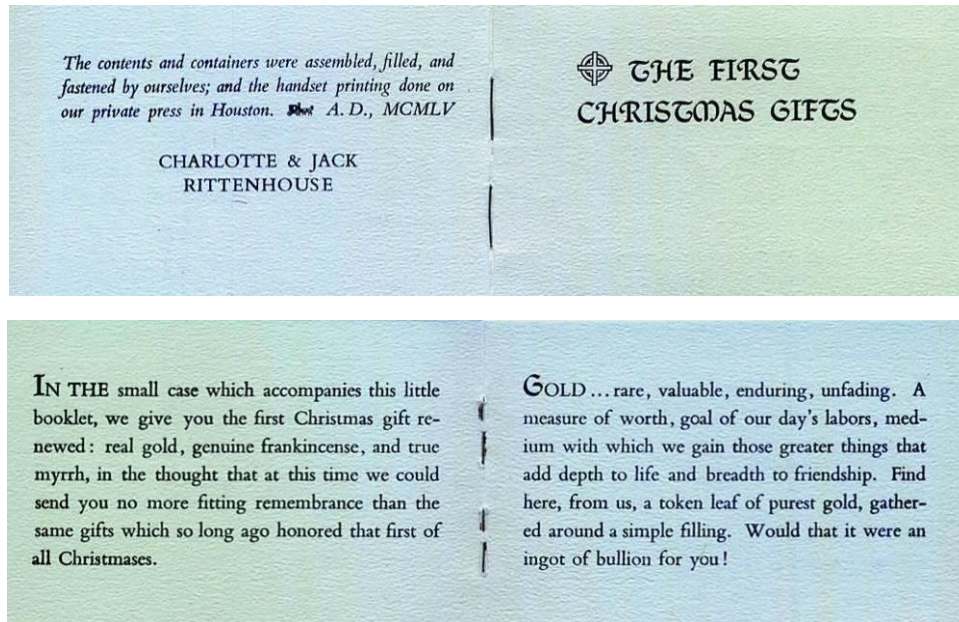 The contents and containers were assembled, filled, and
fastened by ourselves; and the handset printing done on
our private press in Houston. A. D., MCMLV
CHARLOTTE & JACK
RITTENHOUSE
THE FIRST
CHRISTMAS GIFTS
IN THE small case which accompanies this little
booklet, we give you the first Christmas gift re-
newed: real gold, genuine frankincense, and true
myrrh, in the thought that at this time we could
send you no more fitting remembrance than the
same gifts which so long ago honored that first of
all Christmases.
GOLD ... rare, valuable, enduring, unfading. A
measure of worth, goal of our day's labors, med-
ium with which we gain those greater things that
add depth to life and breadth to friendship. Find
here, from us, a token leaf of purest gold, gather-
ed around a simple filling. Would that it were an
ingot of bullion for you!